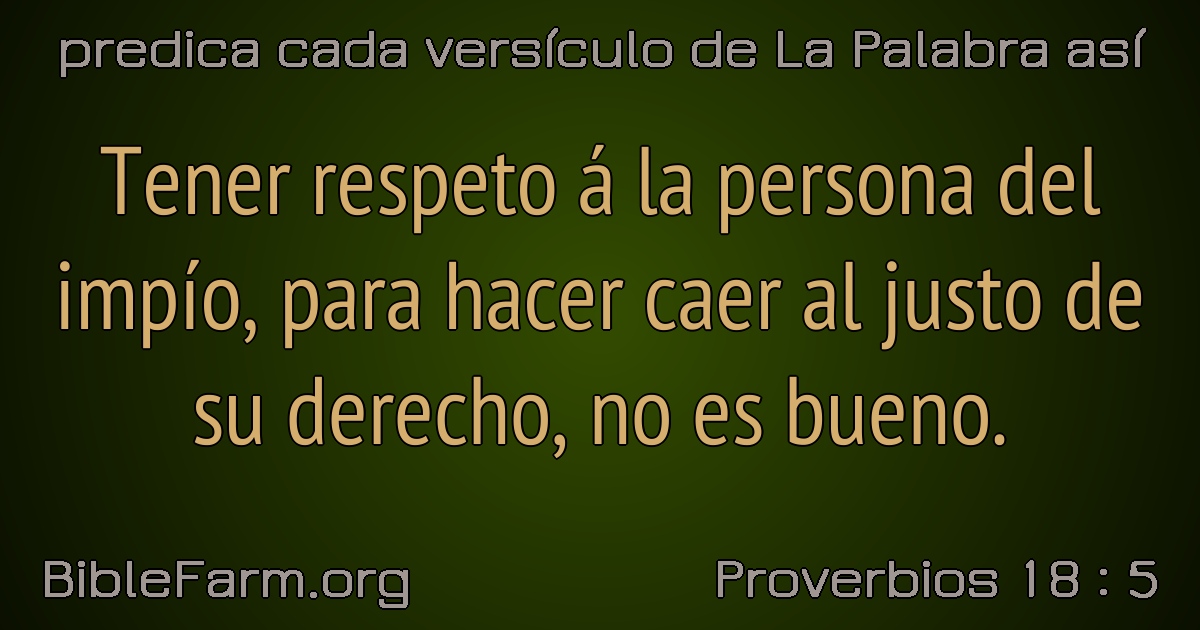 predica cada versículo de La Palabra así
Tener respeto á la persona del
impío, para hacer caer al justo de
su derecho, no es bueno.
BibleFarm.org
Proverbios 18 : 5